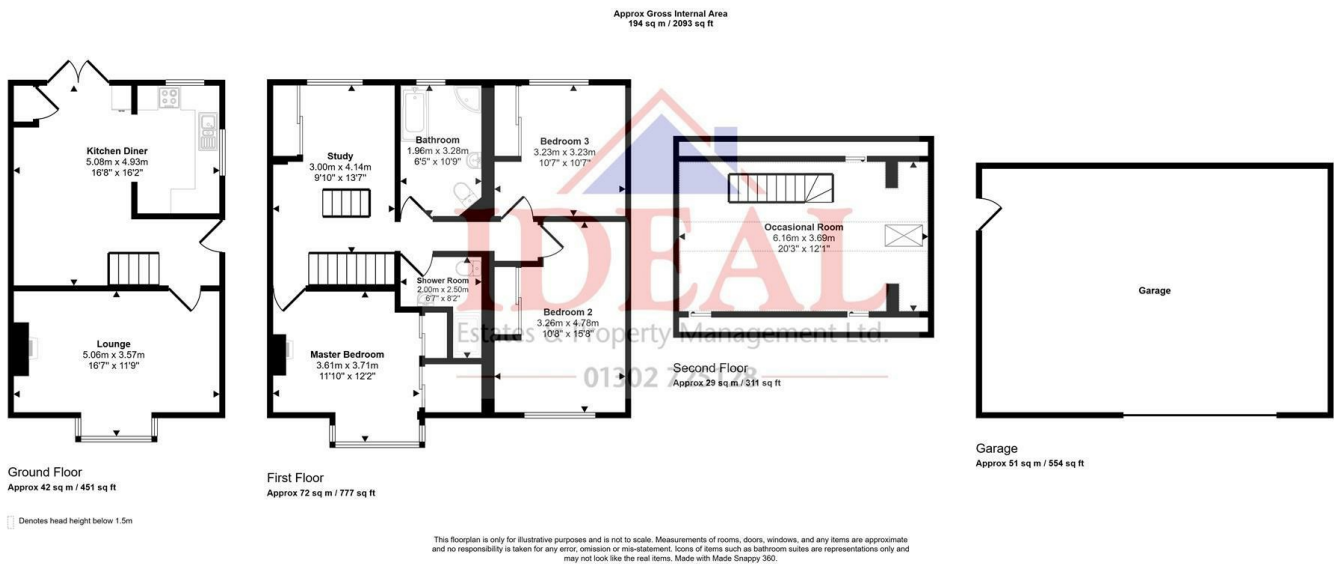 Approx Gross Internal Area
194 sq m / 2093 sq ft
Kitchen Diner
5.08m x 4.93m
16'8" x 16'2"
Lounge
5.06m x 3.57m
16'7" x 11'9"
Ground Floor
Approx 42 sq m / 451 sq ft
Denotes head height below 1.5m
Study
3.00m x 4.14m
9'10" x 13'7"
Bathroom
1.96m x 3.28m
6'5" x 10'9"
Bedroom 3
3.23m x 3.23m
10'7" x 10'7"
Shower Room
2.00m x 2.50m
6'7" x 8'2"
Master Bedroom
3.61m x 3.71m
11'10" x 12'2"
Bedroom 2
3.26m x 4.78m
10'8" x 15'8"
First Floor
Approx 72 sq m / 777 sq ft
IDEAL
Estates & Property Management Ltd.
01302 775178
Occasional Room
6.16m x 3.69m
20'3" x 12'1"
Second Floor
Approx 29 sq m / 311 sq ft
Garage
Garage
Approx 51 sq m / 554 sq ft
This floorplan is only for illustrative purposes and is not to scale. Measurements of rooms, doors, windows, and any items are approximate
and no responsibility is taken for any error, omission or mis-statement. Icons of items such as bathroom suites are representations only and
may not look like the real items. Made with Made Snappy 360.